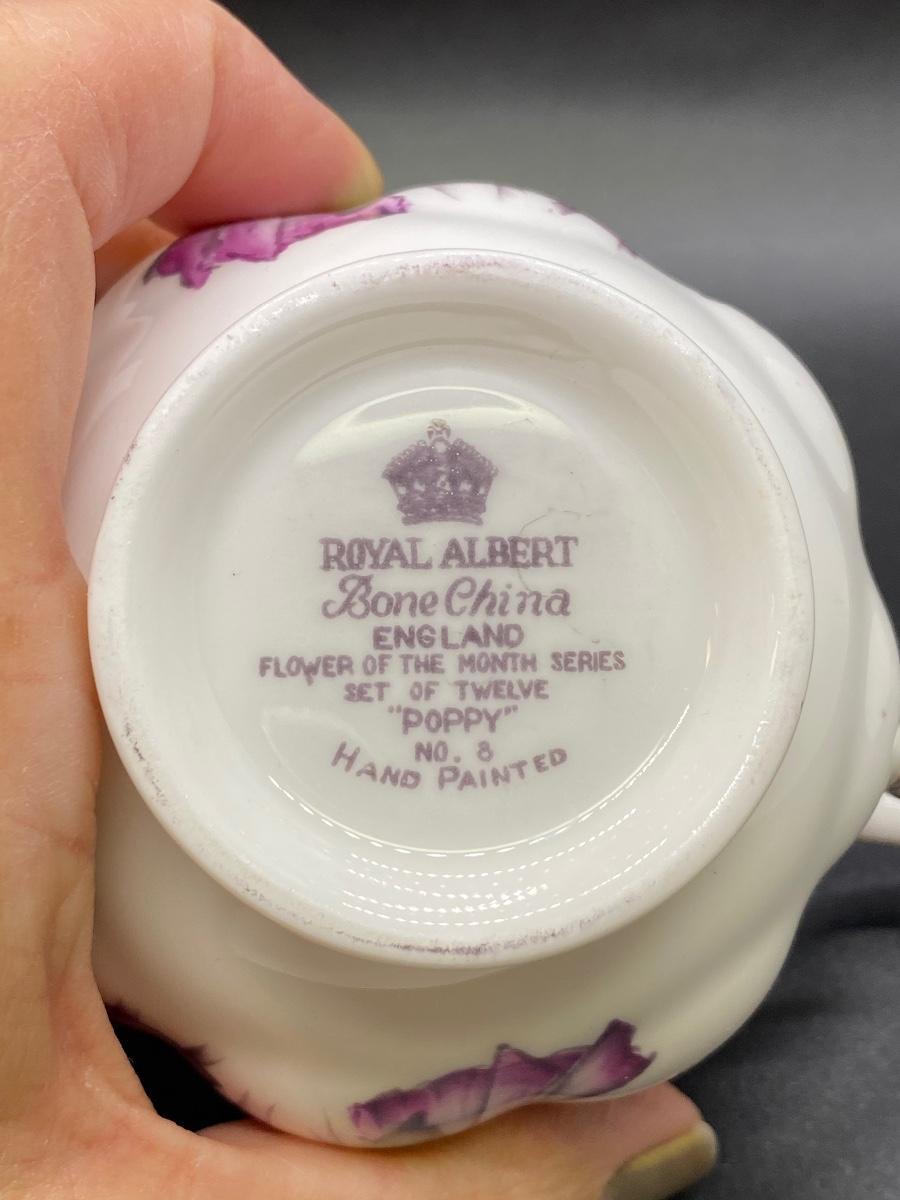 ROYAL ALBERT
Bone China
ENGLAND
FLOWER OF THE MONTH SERIES
SET OF TWELVE
"POPPY"
NO. 8
HAND PAINTED